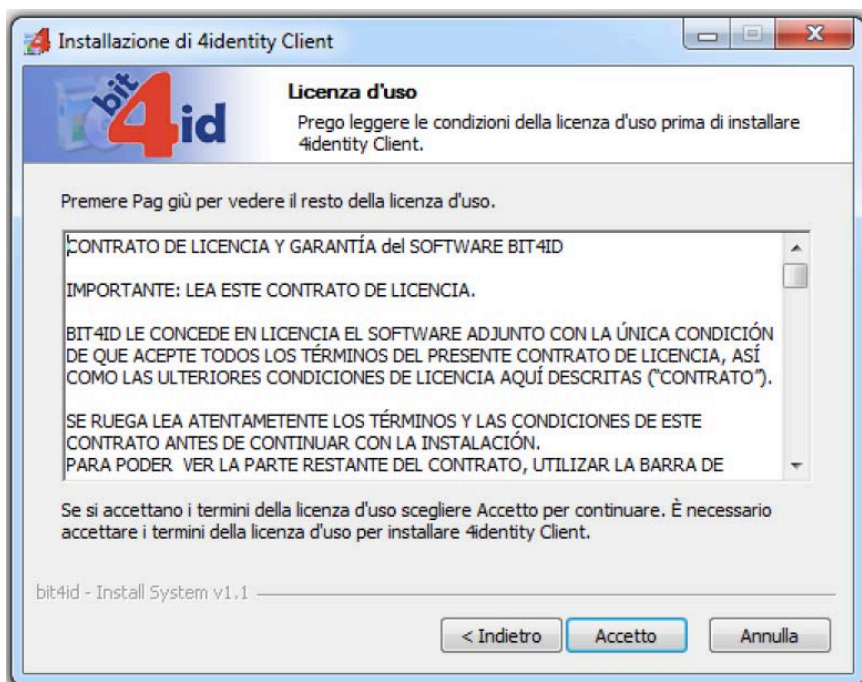 Installazione di 4identity Client
bit4id
Licenza d'uso
Prego leggere le condizioni della licenza d'uso prima di installare
4identity Client.
Premere Pag giù per vedere il resto della licenza d'uso.
CONTRATO DE LICENCIA Y GARANTÍA del SOFTWARE BIT4ID
IMPORTANTE: LEA ESTE CONTRATO DE LICENCIA.
BIT4ID LE CONCEDE EN LICENCIA EL SOFTWARE ADJUNTO CON LA ÚNICA CONDICIÓN
DE QUE ACEPTE TODOS LOS TÉRMINOS DEL PRESENTE CONTRATO DE LICENCIA, ASÍ
COMO LAS ULTERIORES CONDICIONES DE LICENCIA AQUÍ DESCRITAS ("CONTRATO").
SE RUEGA LEA ATENTAMETENTE LOS TÉRMINOS Y LAS CONDICIONES DE ESTE
CONTRATO ANTES DE CONTINUAR CON LA INSTALACIÓN.
PARA PODER  VER LA PARTE RESTANTE DEL CONTRATO, UTILIZAR LA BARRA DE
Se si accettano i termini della licenza d'uso scegliere Accetto per continuare. È necessario
accettare i termini della licenza d'uso per installare 4identity Client.
bit4id - Install System v1.1
< Indietro
Accetto
Annulla